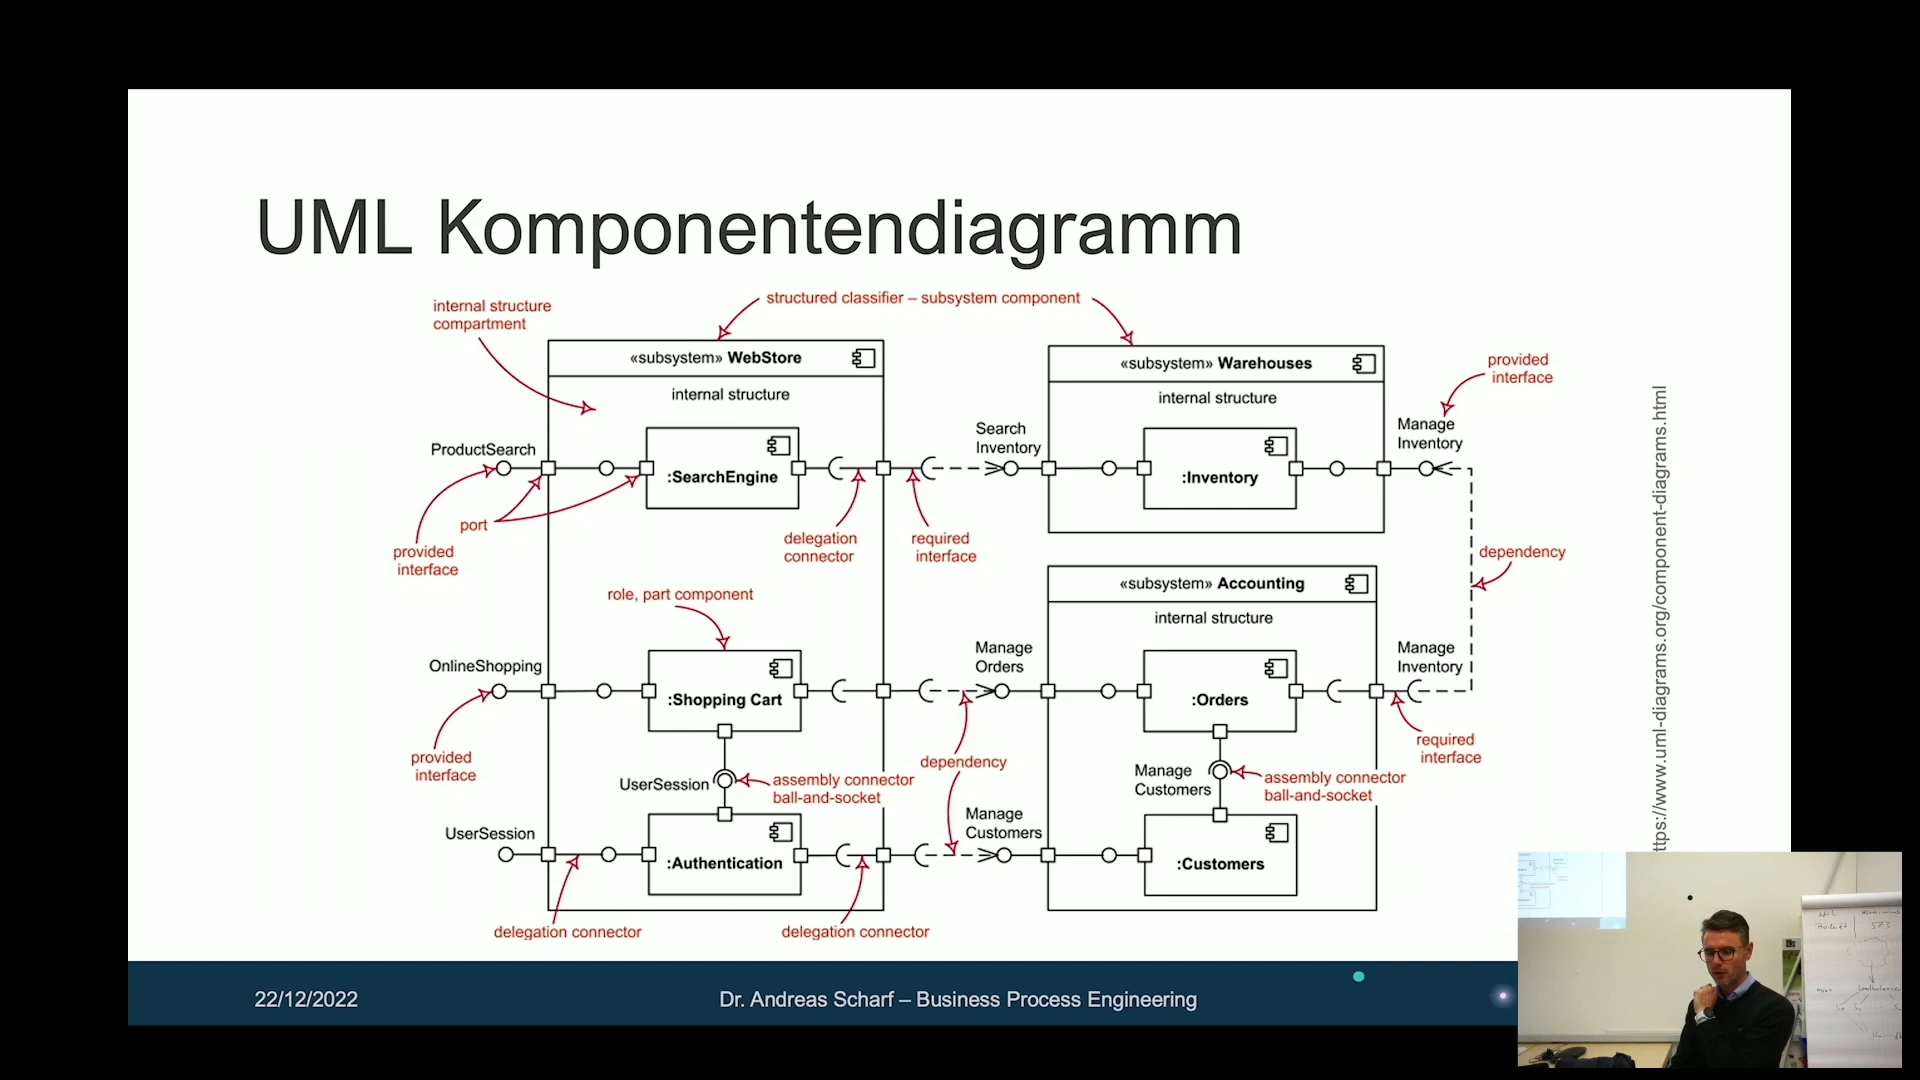 UML Komponentendiagramm
internal structure
compartment
structured classifier – subsystem component
«subsystem» WebStore
internal structure
«subsystem» Warehouses
internal structure
provided
interface
ProductSearch
:SearchEngine
Search
Inventory
:Inventory
Manage
Inventory
port
provided
interface
delegation
connector
required
interface
dependency
role, part component
«subsystem» Accounting
internal structure
OnlineShopping
:Shopping Cart
Manage
Orders
:Orders
Manage
Inventory
provided
interface
UserSession
assembly connector
ball-and-socket
dependency
Manage
Customers
assembly connector
ball-and-socket
required
interface
UserSession
:Authentication
Manage
Customers
:Customers
delegation connector
delegation connector
ttps://www.uml-diagrams.org/component-diagrams.html
22/12/2022
Dr. Andreas Scharf – Business Process Engineering